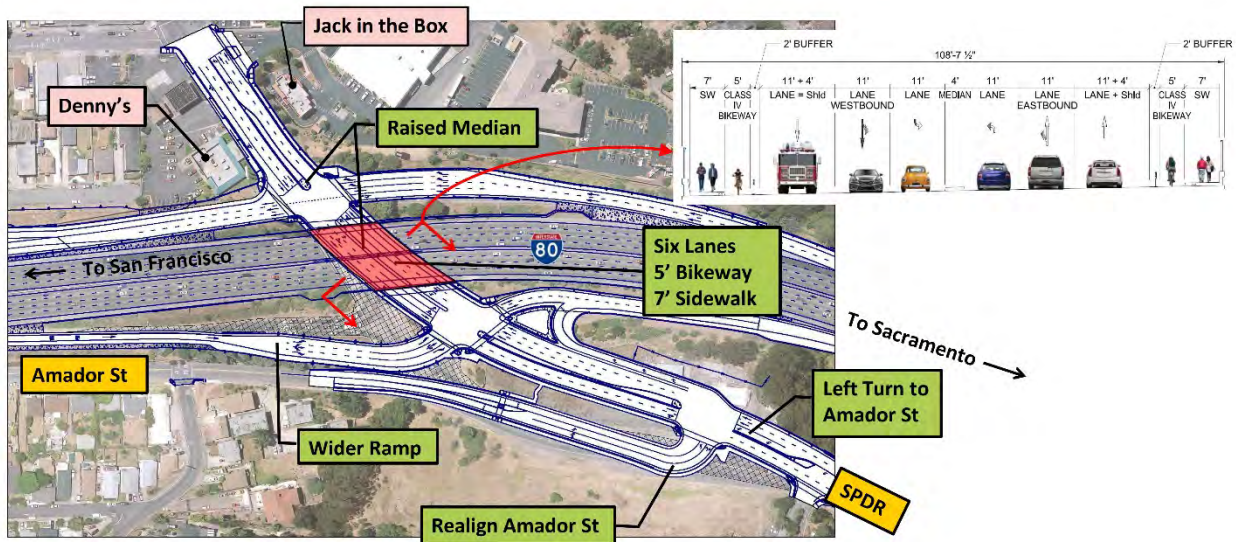 Jack in the Box
Denny's
Raised Median
To San Francisco
INTERSTATE
80
Six Lanes
5' Bikeway
7' Sidewalk
To Sacramento
Amador St
Wider Ramp
Left Turn to
Amador St
Realign Amador St
SPDR
2' BUFFER
2' BUFFER
108'-7 ½"
7' 5' 11' + 4' 11' 11' 4' 11' 11' 11' + 4' 5' 7'
SW CLASS LANE = Shld LANE LANE MEDIAN LANE LANE LANE + Shld CLASS SW
IV WESTBOUND EASTBOUND IV
BIKEWAY BIKEWAY